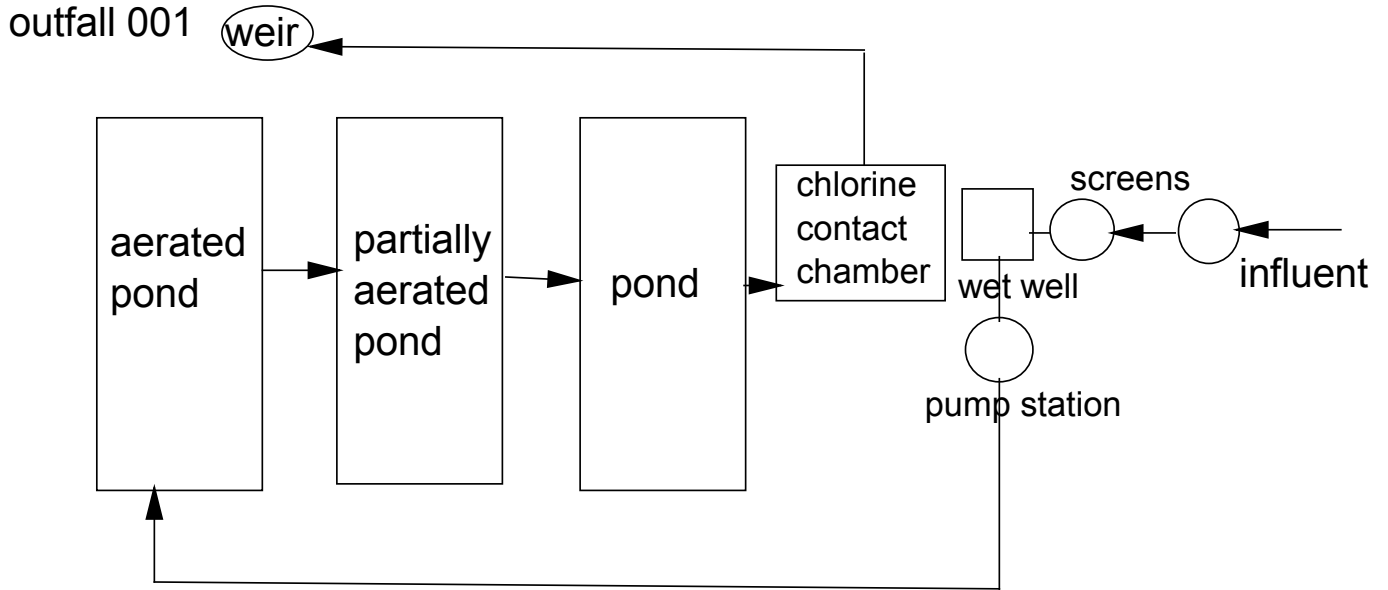 outfall 001
weir
aerated
pond
partially
aerated
pond
pond
chlorine
contact
chamber
screens
wet well
influent
pump station